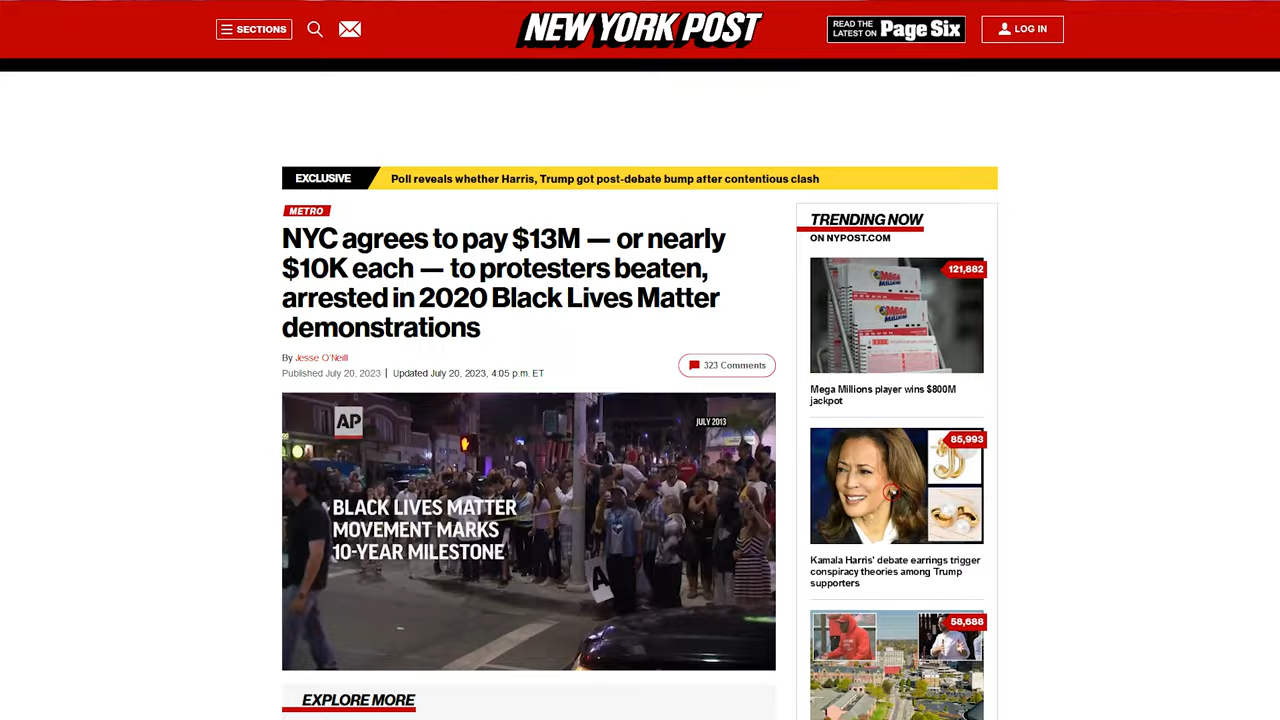 SECTIONS
NEW YORK POST
READ THE
LATEST ON
Page Six
LOG IN
EXCLUSIVE
Poll reveals whether Harris, Trump got post-debate bump after contentious clash
METRO
NYC agrees to pay $13M — or nearly
$10K each — to protesters beaten,
arrested in 2020 Black Lives Matter
demonstrations
By Jesse O'Neill
Published July 20, 2023 | Updated July 20, 2023, 4:05 p.m. ET
323 Comments
AP
JULY 2013
BLACK LIVES MATTER
MOVEMENT MARKS
10-YEAR MILESTONE
A
EXPLORE MORE
TRENDING NOW
ON NYPOST.COM
121,882
MEGA
MILLIONS
MEGA
MILLIONS
Mega Millions player wins $800M
jackpot
85,993
Kamala Harris' debate earrings trigger
conspiracy theories among Trump
supporters
58,688